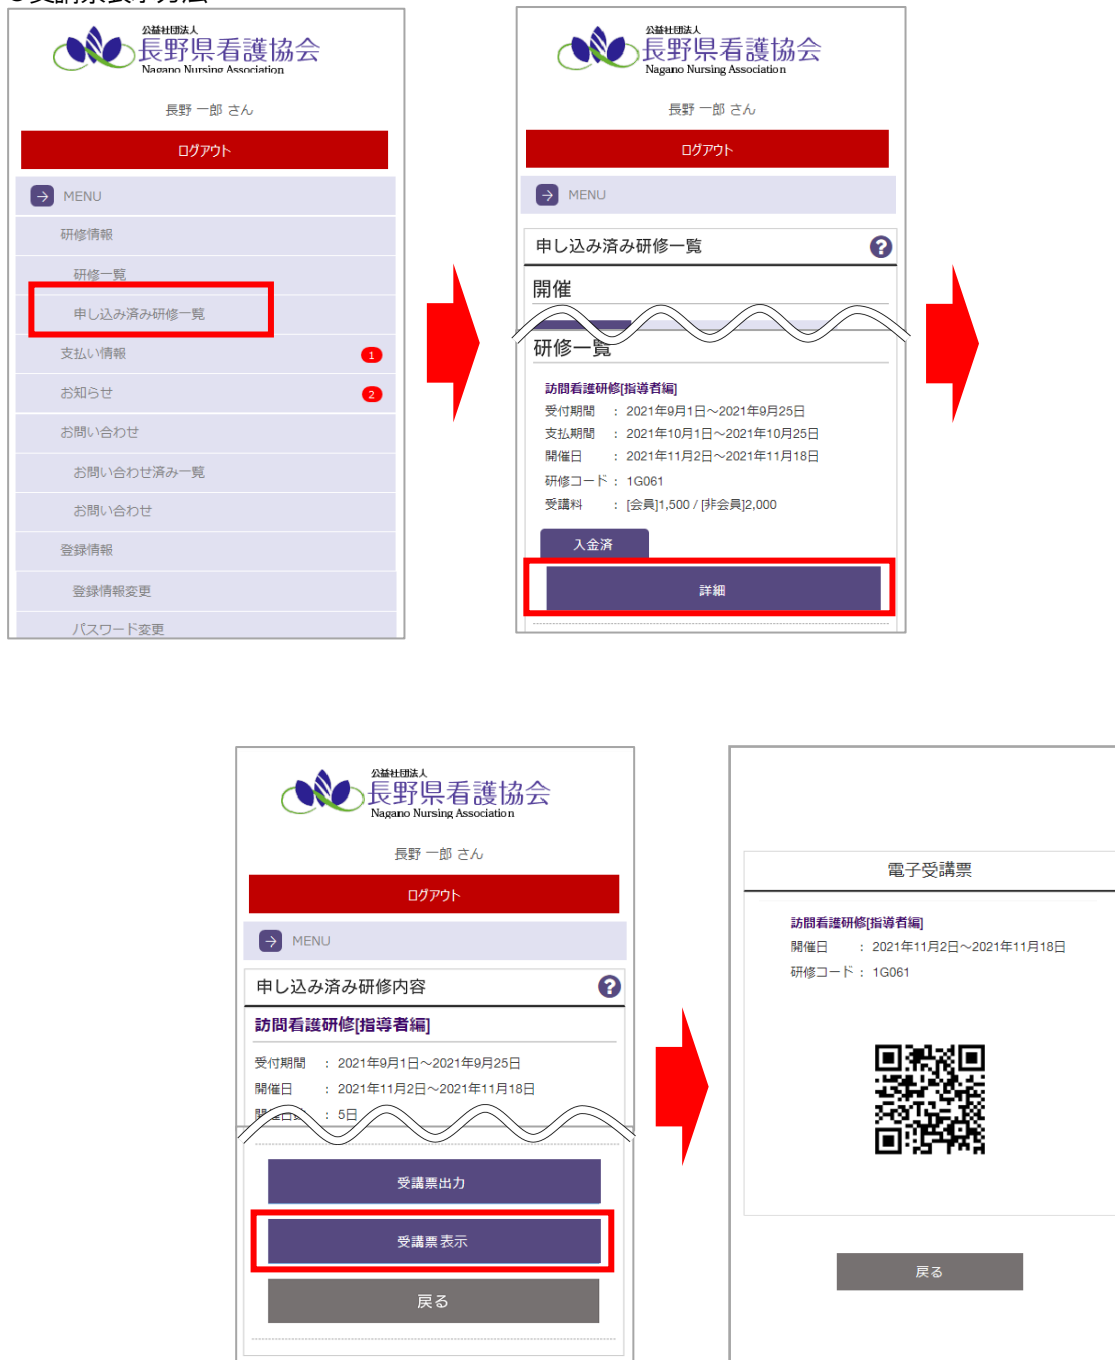 公益社団法人
長野県看護協会
Nagano Nursing Association
長野 一郎 さん
ログアウト
MENU
研修情報
研修一覧
申し込み済み研修一覧
支払い情報 1
お知らせ 2
お問い合わせ
お問い合わせ済み一覧
お問い合わせ
登録情報
登録情報変更
パスワード変更
公益社団法人
長野県看護協会
Nagano Nursing Association
長野 一郎 さん
ログアウト
MENU
申し込み済み研修一覧 ?
開催
研修一覧
訪問看護研修[指導者編]
受付期間 : 2021年9月1日～2021年9月25日
支払期間 : 2021年10月1日～2021年10月25日
開催日 : 2021年11月2日～2021年11月18日
研修コード : 1G061
受講料 : [会員]1,500 / [非会員]2,000
入金済
詳細
公益社団法人
長野県看護協会
Nagano Nursing Association
長野 一郎 さん
ログアウト
MENU
申し込み済み研修内容 ?
訪問看護研修[指導者編]
受付期間 : 2021年9月1日～2021年9月25日
開催日 : 2021年11月2日～2021年11月18日
: 5日
受講票出力
受講票表示
戻る
電子受講票
訪問看護研修[指導者編]
開催日 : 2021年11月2日～2021年11月18日
研修コード : 1G061
戻る